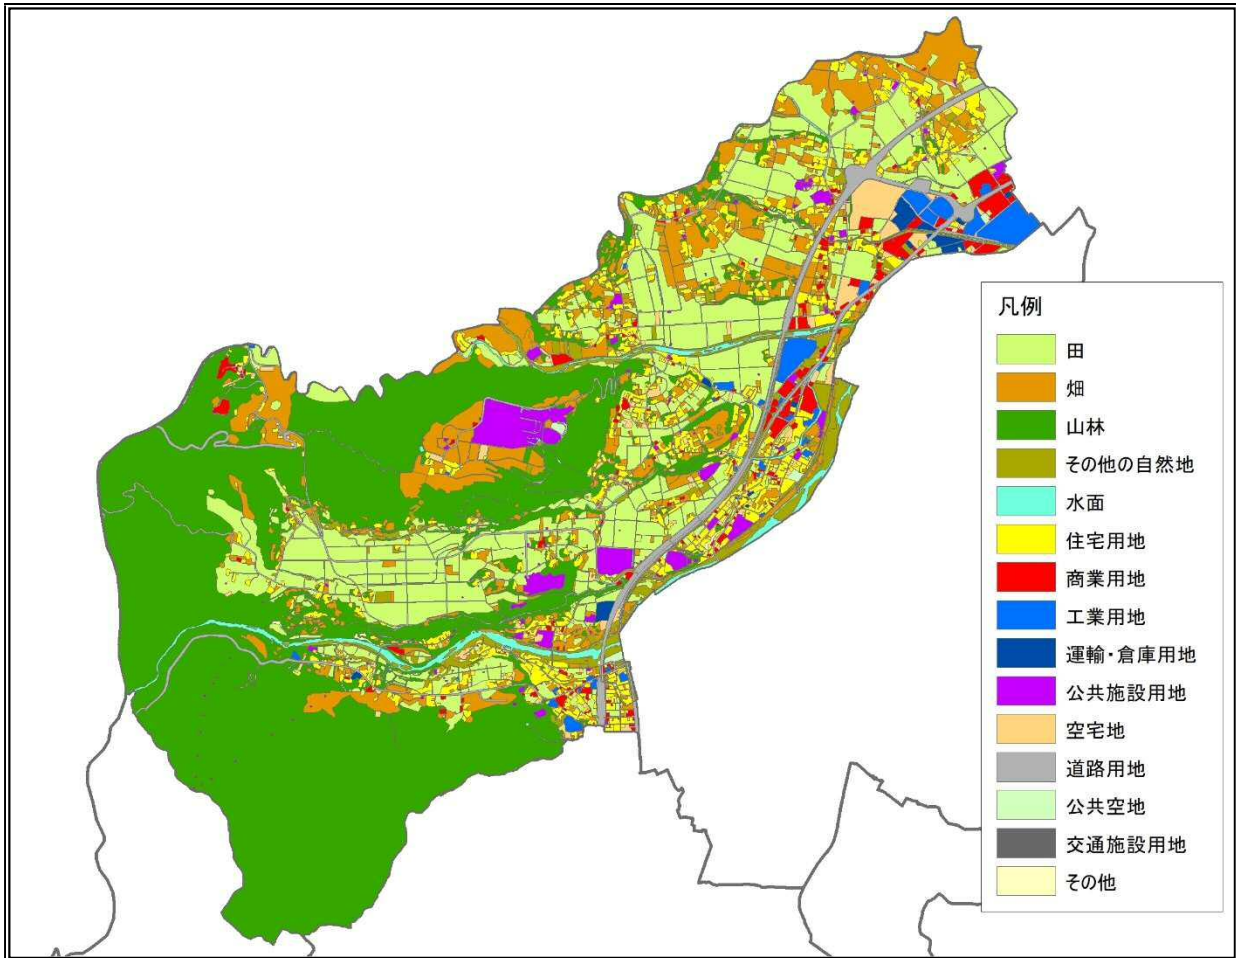 凡例
田
畑
山林
その他の自然地
水面
住宅用地
商業用地
工業用地
運輸・倉庫用地
公共施設用地
空宅地
道路用地
公共空地
交通施設用地
その他